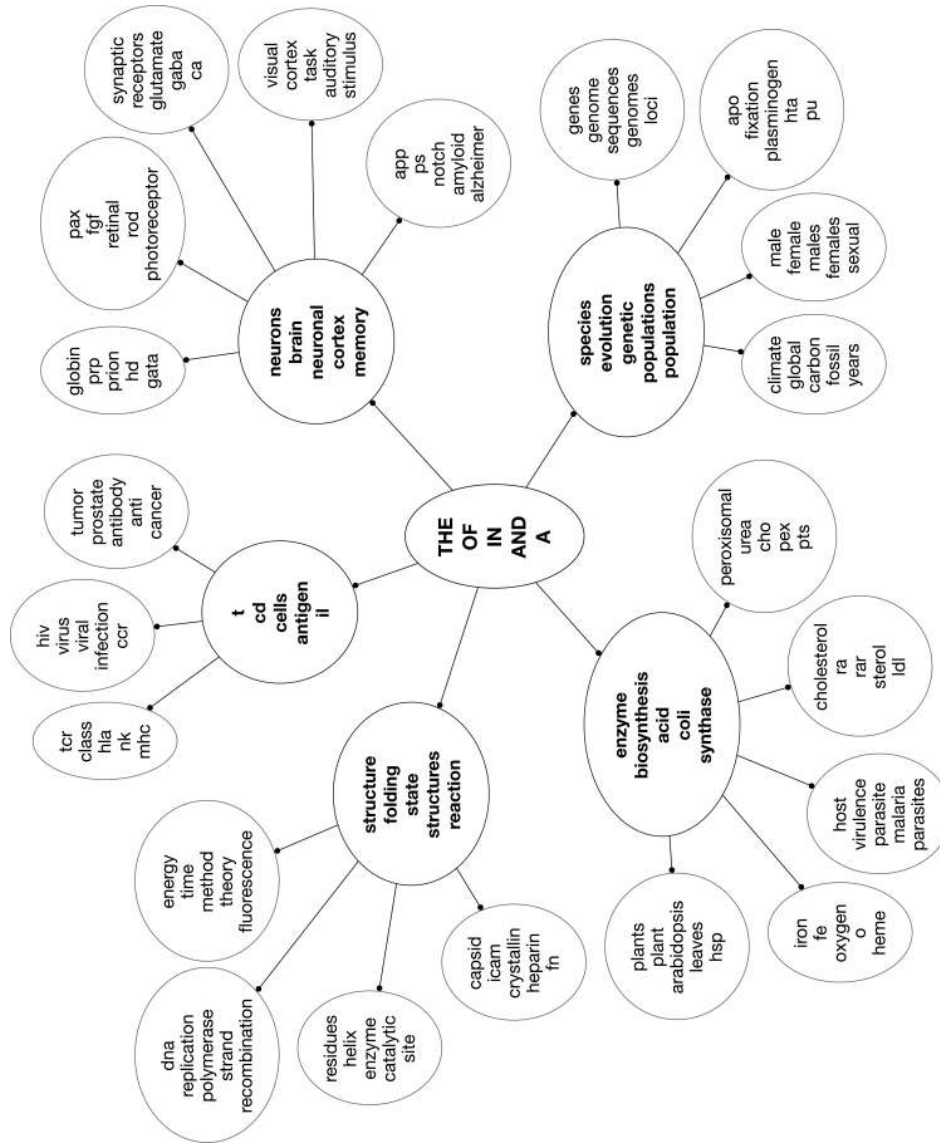 neurons
brain
neuronal
cortex
memory
globin
prp
prion
hd
gata
pax
fgf
retinal
rod
photoreceptor
synaptic
receptors
glutamate
gaba
ca
visual
cortex
task
auditory
stimulus
app
ps
notch
amyloid
alzheimer
t
cd
cells
antigen
il
tumor
prostate
antibody
anti
cancer
hiv
virus
viral
infection
ccr
tcr
class
hla
nk
mhc
THE
OF
IN
AND
A
species
evolution
genetic
populations
population
genes
genome
sequences
genomes
loci
apo
fixation
plasminogen
hta
pu
male
female
males
females
sexual
climate
global
carbon
fossil
years
structure
folding
state
structures
reaction
energy
time
method
theory
fluorescence
dna
replication
polymerase
strand
recombination
residues
helix
enzyme
catalytic
site
capsid
icam
crystallin
heparin
fn
enzyme
biosynthesis
acid
coli
synthase
peroxisomal
urea
cho
pex
pts
cholesterol
ra
rar
sterol
ldl
host
virulence
parasite
malaria
parasites
iron
fe
oxygen
o
heme
plants
plant
arabidopsis
leaves
hsp